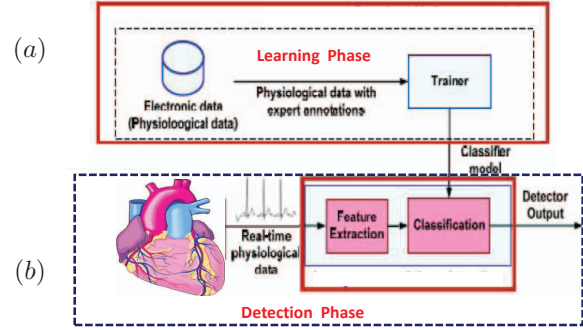 (a)
Learning Phase
Electronic data
(Physioloogical data)
Physiological data with
expert annotations
Trainer
Classifier
model
(b)
Real-time
physiological
data
Feature
Extraction
Classification
Detector
Output
Detection Phase